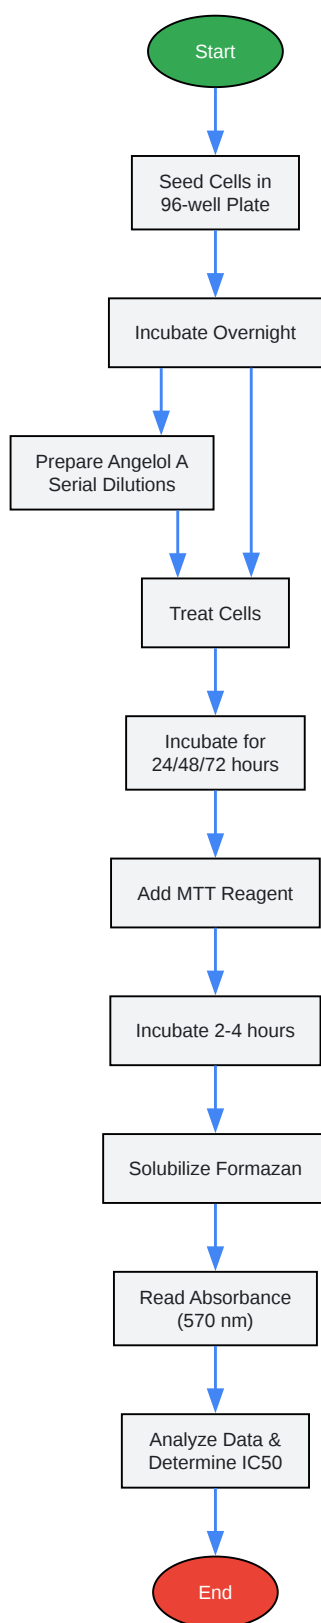 Start
Seed Cells in
96-well Plate
Incubate Overnight
Prepare Angelol A
Serial Dilutions
Treat Cells
Incubate for
24/48/72 hours
Add MTT Reagent
Incubate 2-4 hours
Solubilize Formazan
Read Absorbance
(570 nm)
Analyze Data &
Determine IC50
End